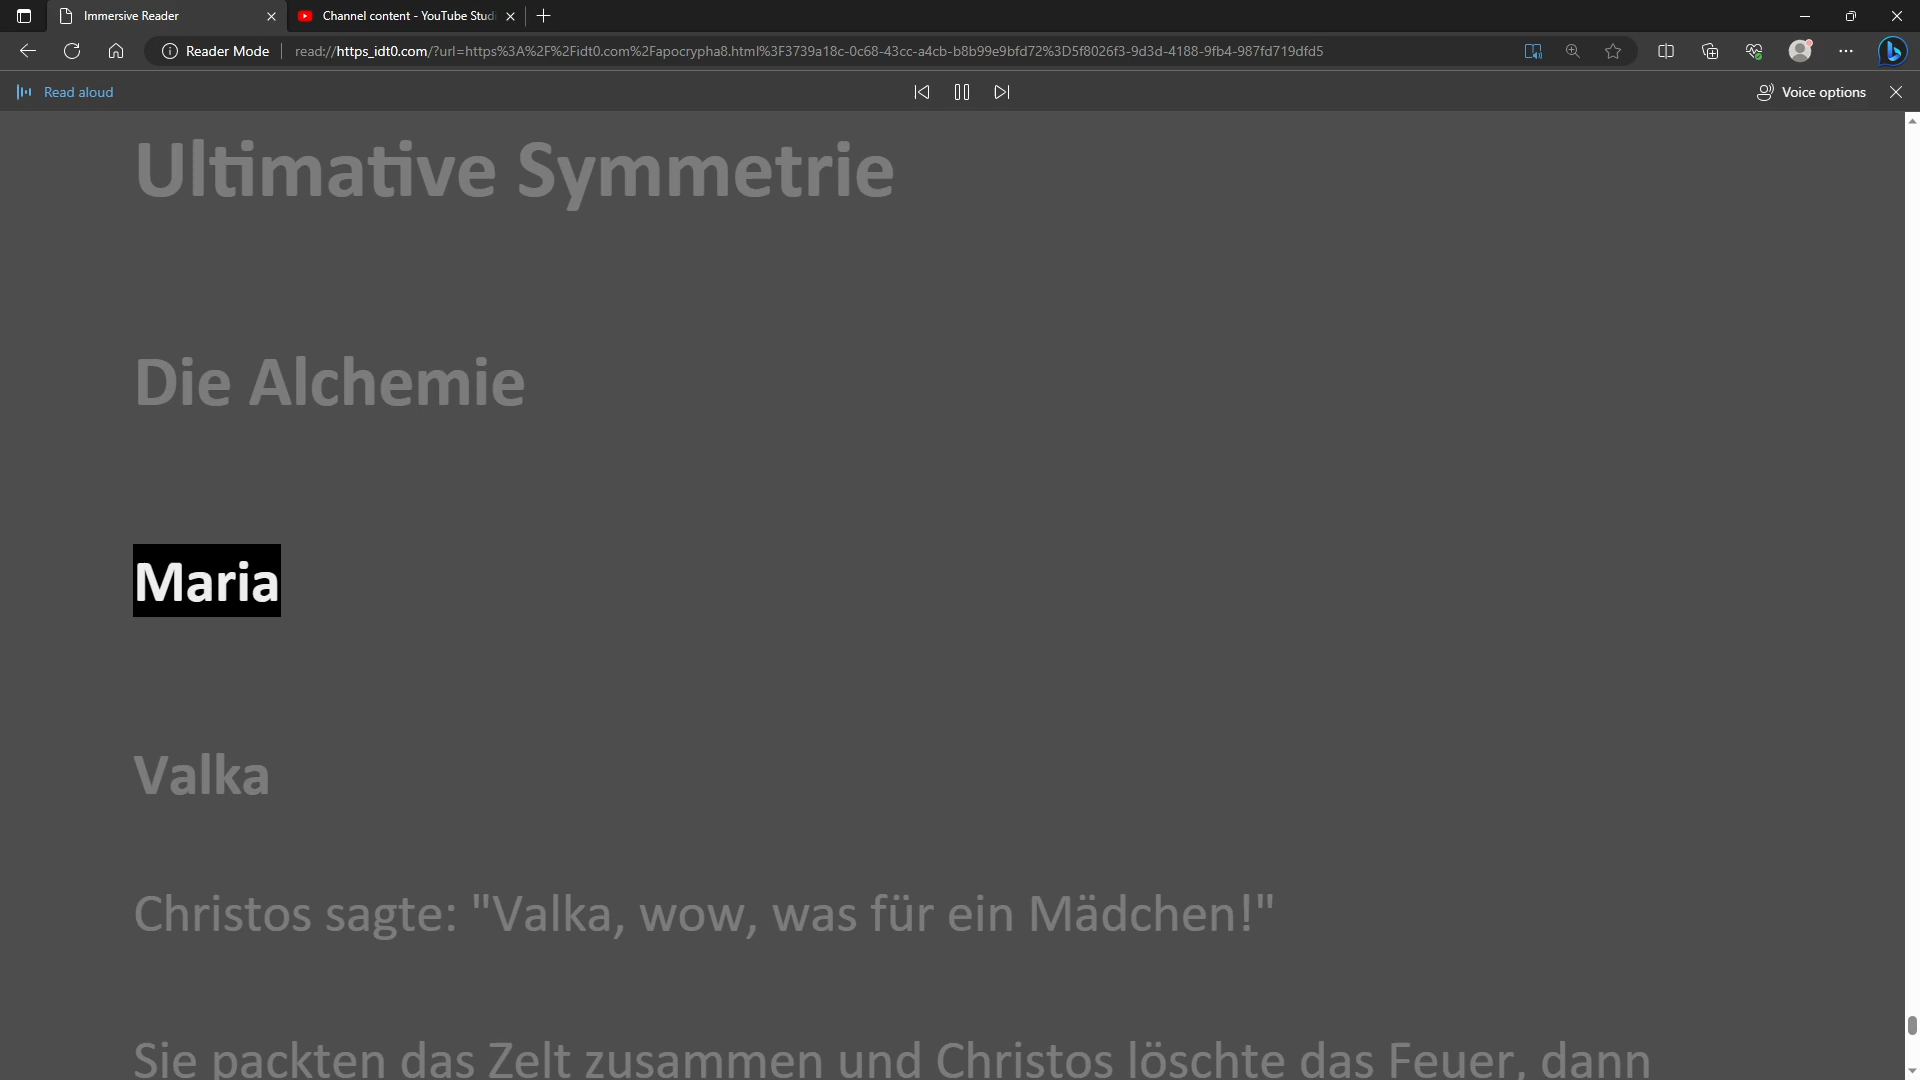 Immersive Reader
Channel content - YouTube Studi
Reader Mode
read://https_idt0.com/?url=https%3A%2F%2Fidt0.com%2Fapocrypha8.html%3F3739a18c-0c68-43cc-a4cb-b8b99e9bfd72%3D5f8026f3-9d3d-4188-9fb4-987fd719dfd5
Read aloud
Voice options
Ultimative Symmetrie
Die Alchemie
Maria
Valka
Christos sagte: "Valka, wow, was für ein Mädchen!"
Sie packten das Zelt zusammen und Christos löschte das Feuer, dann